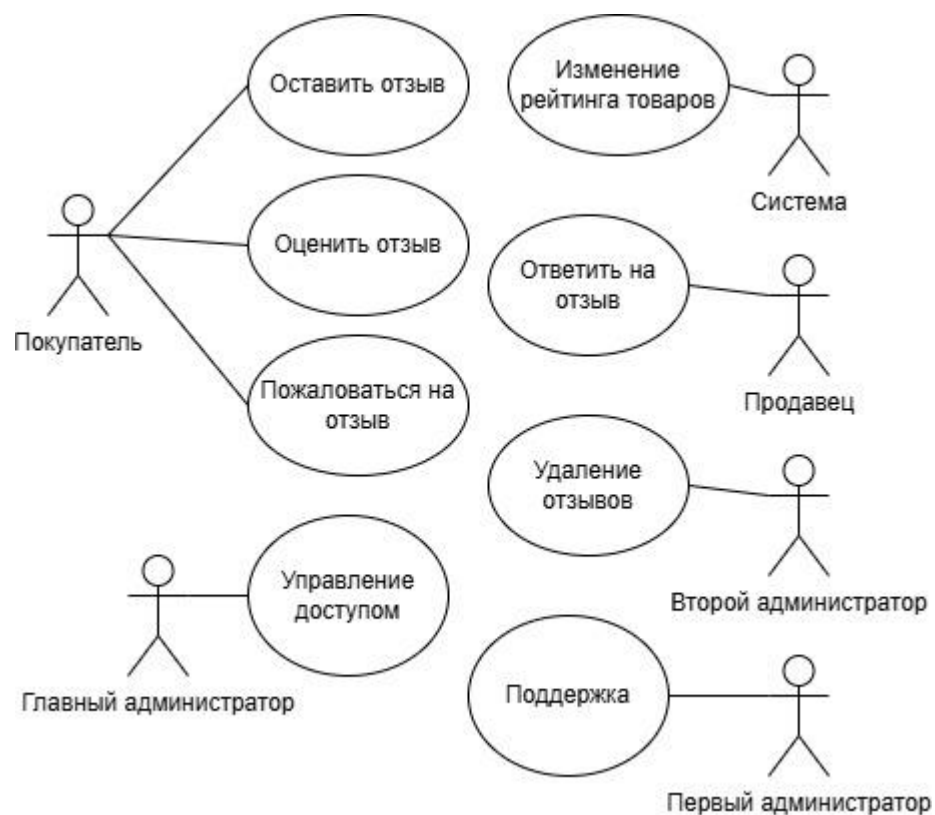 Оставить отзыв
Изменение
рейтинга товаров
Система
Оценить отзыв
Ответить на
отзыв
Покупатель
Пожаловаться на
отзыв
Продавец
Удаление
отзывов
Управление
доступом
Второй администратор
Главный администратор
Поддержка
Первый администратор